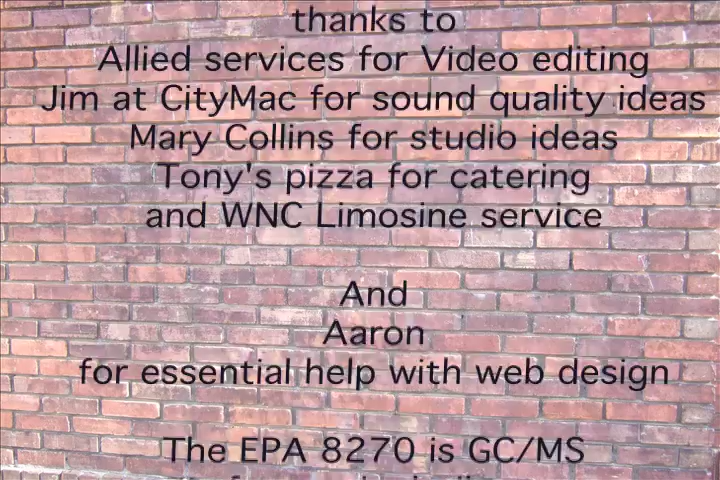 thanks to
Allied services for Video editing
Jim at CityMac for sound quality ideas
Mary Collins for studio ideas
Tony's pizza for catering
and WNC Limosine service
And
Aaron
for essential help with web design
The EPA 8270 is GC/MS